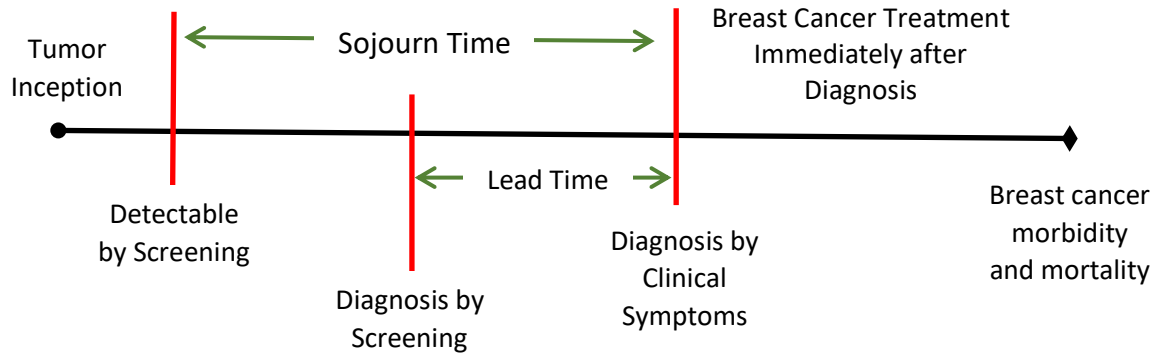 Tumor
Inception
Sojourn Time
Breast Cancer Treatment
Immediately after
Diagnosis
Detectable
by Screening
Lead Time
Diagnosis by
Screening
Diagnosis by
Clinical
Symptoms
Breast cancer
morbidity
and mortality